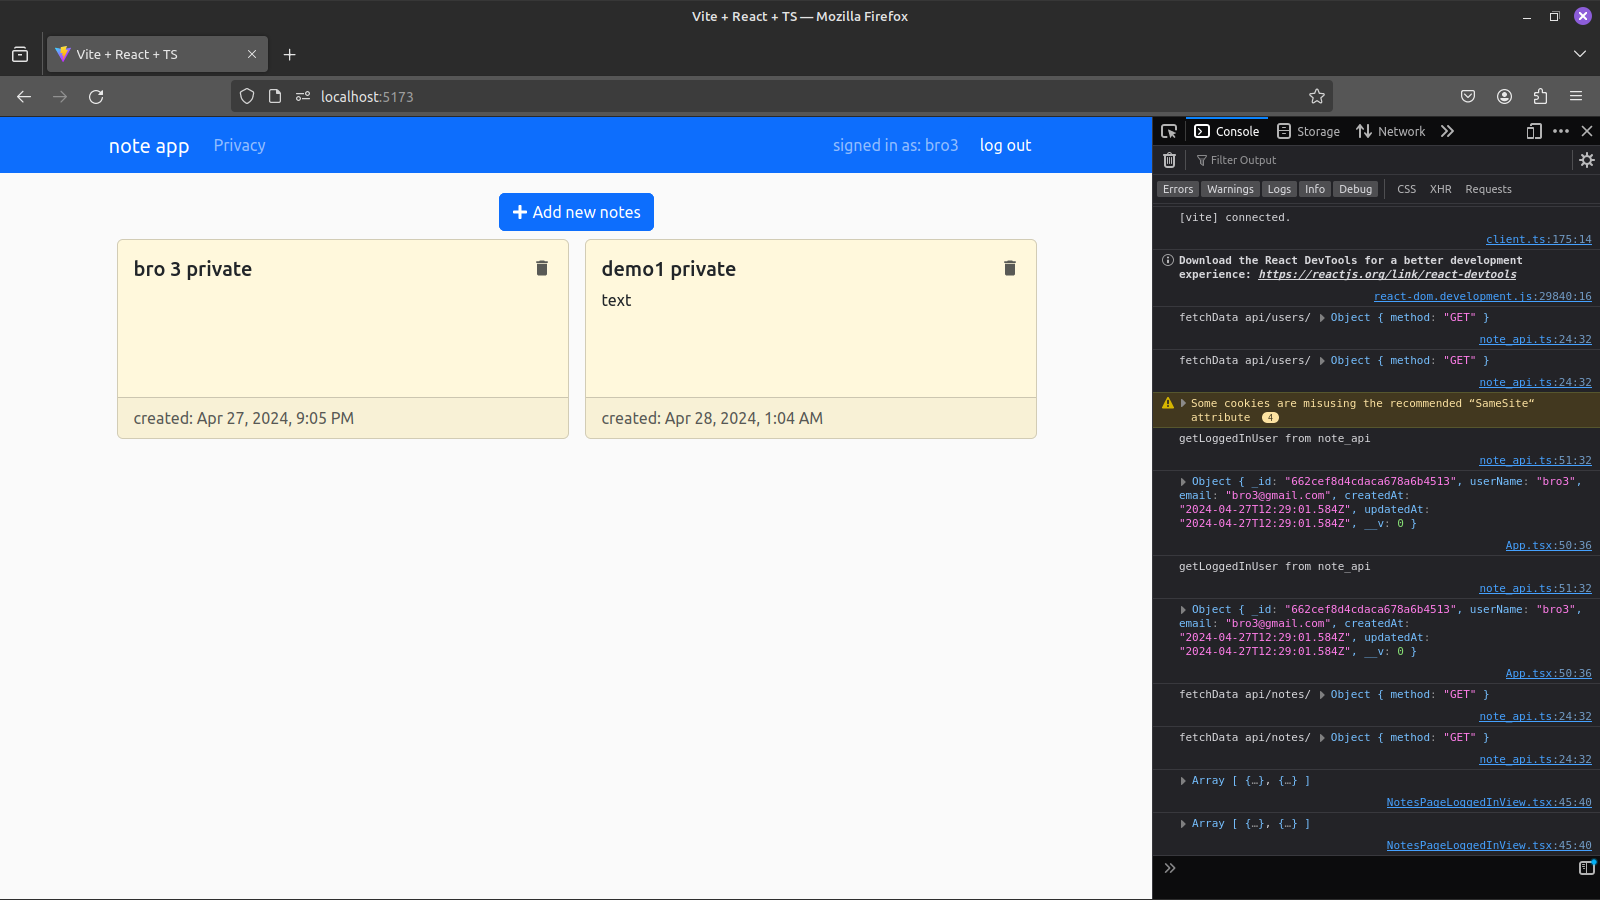 Vite + React + TS — Mozilla Firefox
Vite + React + TS
localhost:5173
note app Privacy signed in as: bro3 log out
Add new notes
bro 3 private
created: Apr 27, 2024, 9:05 PM
demo1 private
text
created: Apr 28, 2024, 1:04 AM
Console Storage Network
Filter Output
Errors Warnings Logs Info Debug CSS XHR Requests
[vite] connected.
client.ts:175:14
Download the React DevTools for a better development
experience: https://reactjs.org/link/react-devtools
react-dom.development.js:29840:16
fetchData api/users/ Object { method: "GET" }
note_api.ts:24:32
fetchData api/users/ Object { method: "GET" }
note_api.ts:24:32
Some cookies are misusing the recommended “SameSite“
attribute 4
getLoggedInUser from note_api
note_api.ts:51:32
Object { _id: "662cef8d4cdaca678a6b4513", userName: "bro3",
email: "bro3@gmail.com", createdAt:
"2024-04-27T12:29:01.584Z", updatedAt:
"2024-04-27T12:29:01.584Z", __v: 0 }
App.tsx:50:36
getLoggedInUser from note_api
note_api.ts:51:32
Object { _id: "662cef8d4cdaca678a6b4513", userName: "bro3",
email: "bro3@gmail.com", createdAt:
"2024-04-27T12:29:01.584Z", updatedAt:
"2024-04-27T12:29:01.584Z", __v: 0 }
App.tsx:50:36
fetchData api/notes/ Object { method: "GET" }
note_api.ts:24:32
fetchData api/notes/ Object { method: "GET" }
note_api.ts:24:32
Array [ {…}, {…} ]
NotesPageLoggedInView.tsx:45:40
Array [ {…}, {…} ]
NotesPageLoggedInView.tsx:45:40